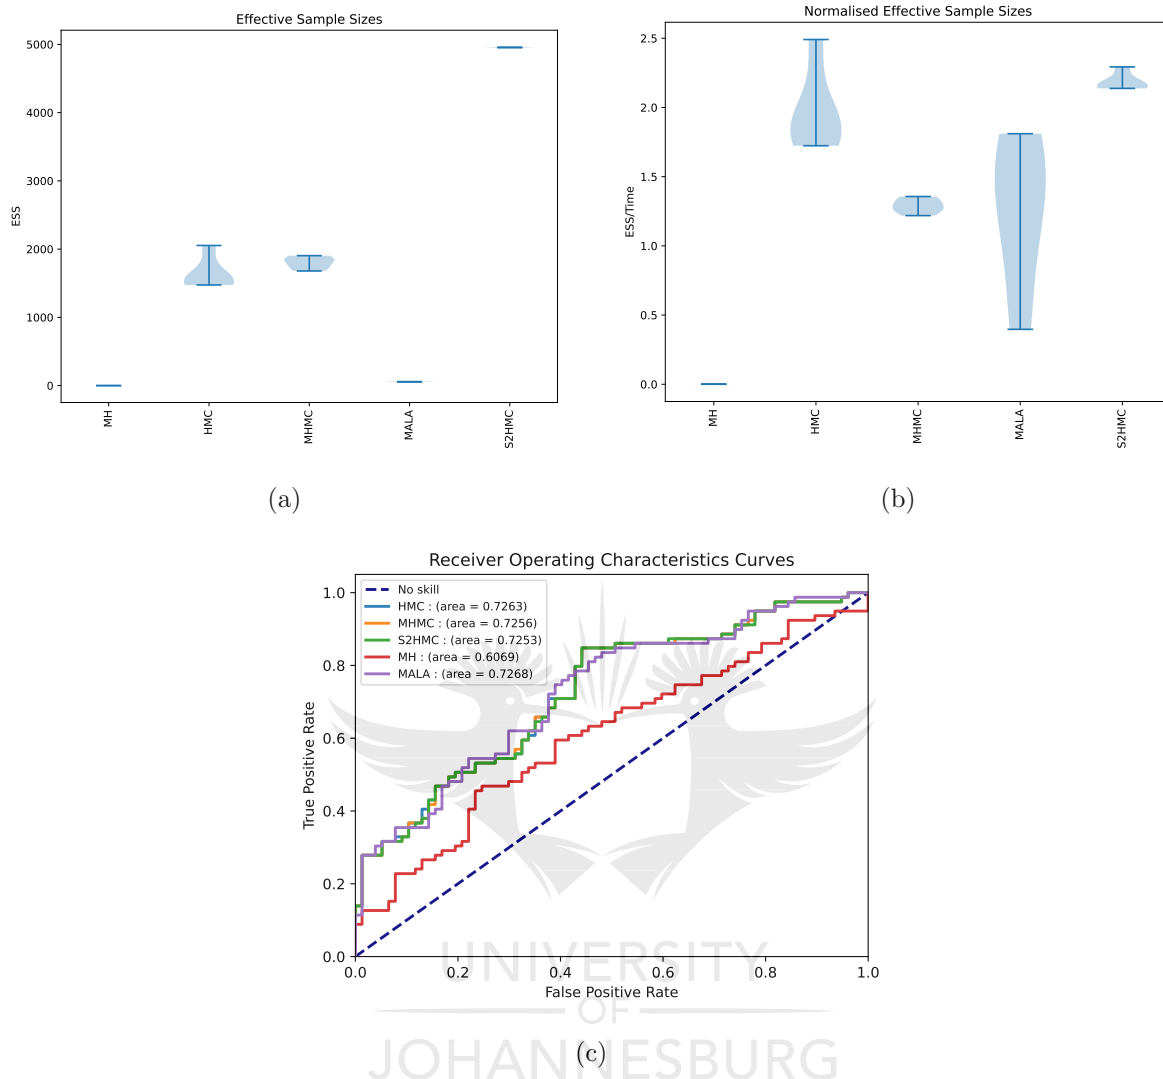 Effective Sample Sizes
5000
4000
3000
2000
1000
0
ESS
MH
HMC
MHMC
MALA
S2HMC
(a)
Normalised Effective Sample Sizes
2.5
2.0
1.5
1.0
0.5
0.0
ESS/Time
MH
HMC
MHMC
MALA
S2HMC
(b)
Receiver Operating Characteristics Curves
No skill
HMC : (area = 0.7263)
MHMC : (area = 0.7256)
S2HMC : (area = 0.7253)
MH : (area = 0.6069)
MALA : (area = 0.7268)
1.0
0.8
0.6
0.4
0.2
0.0
True Positive Rate
0.0 0.2 0.4 0.6 0.8 1.0
False Positive Rate
UNIVERSITY
OF
JOHANNESBURG
(c)